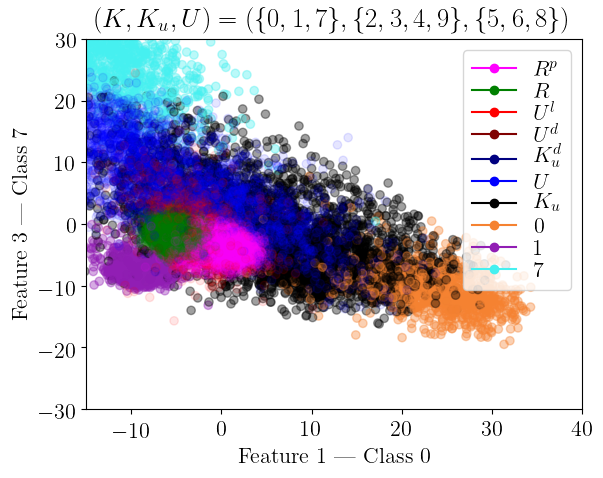 (K, K_u, U) = ({0, 1, 7}, {2, 3, 4, 9}, {5, 6, 8})
30
20
10
0
−10
−20
−30
Feature 3 — Class 7
R^p
R
U^l
U^d
K_u^d
U
K_u
0
1
7
−10
0
10
20
30
40
Feature 1 — Class 0